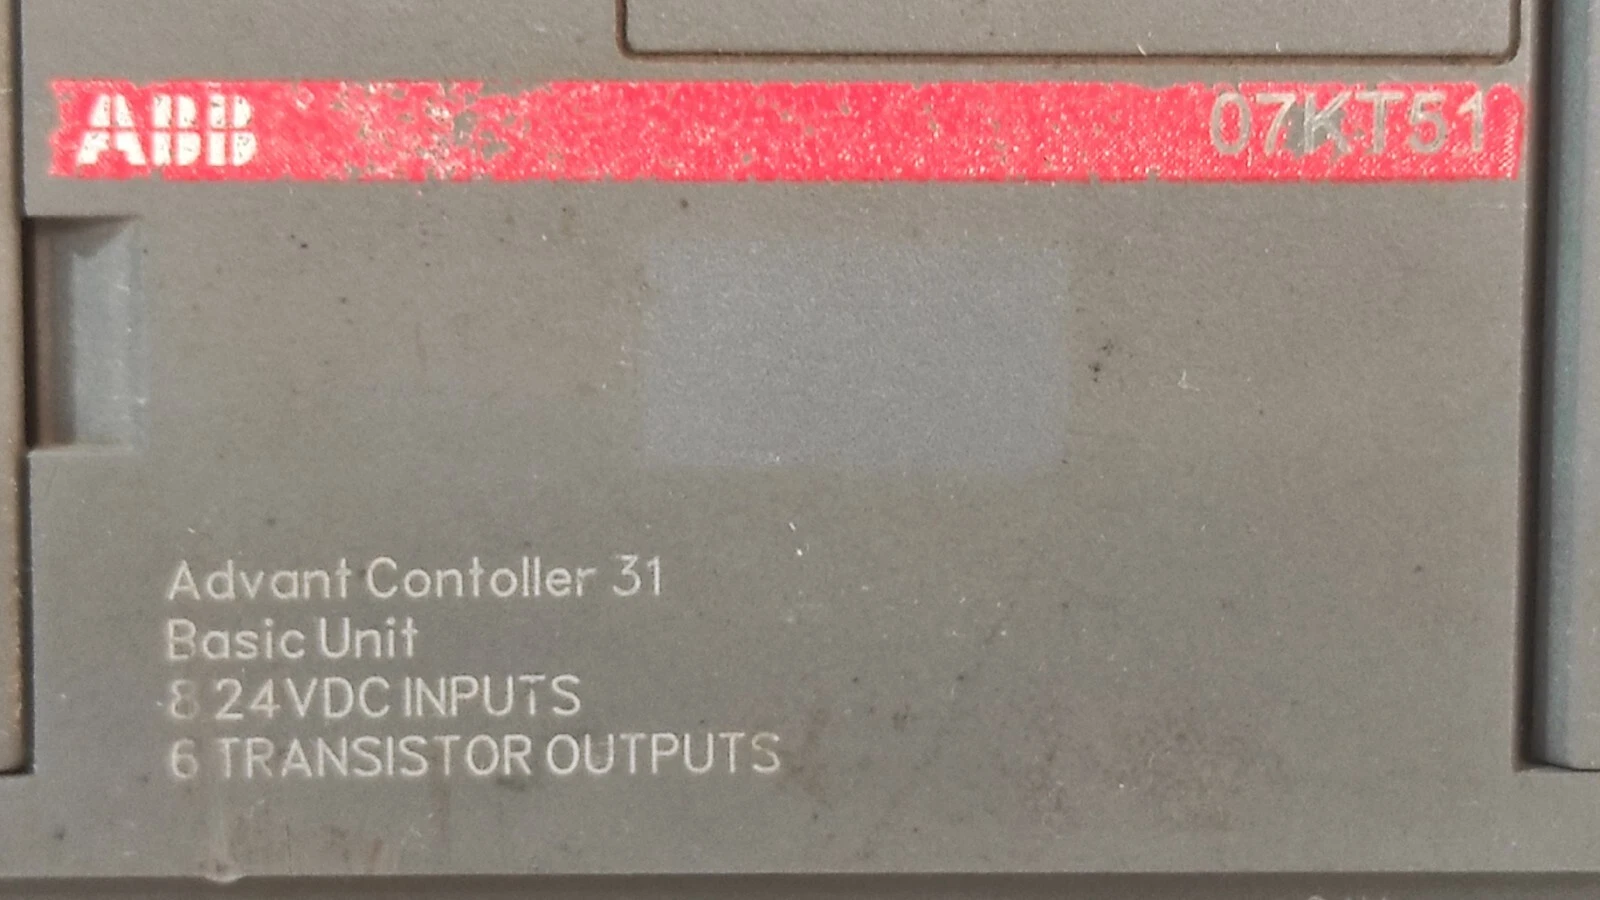 ABB 07KT51
Advant Contoller 31
Basic Unit
8 24VDC INPUTS
6 TRANSISTOR OUTPUTS